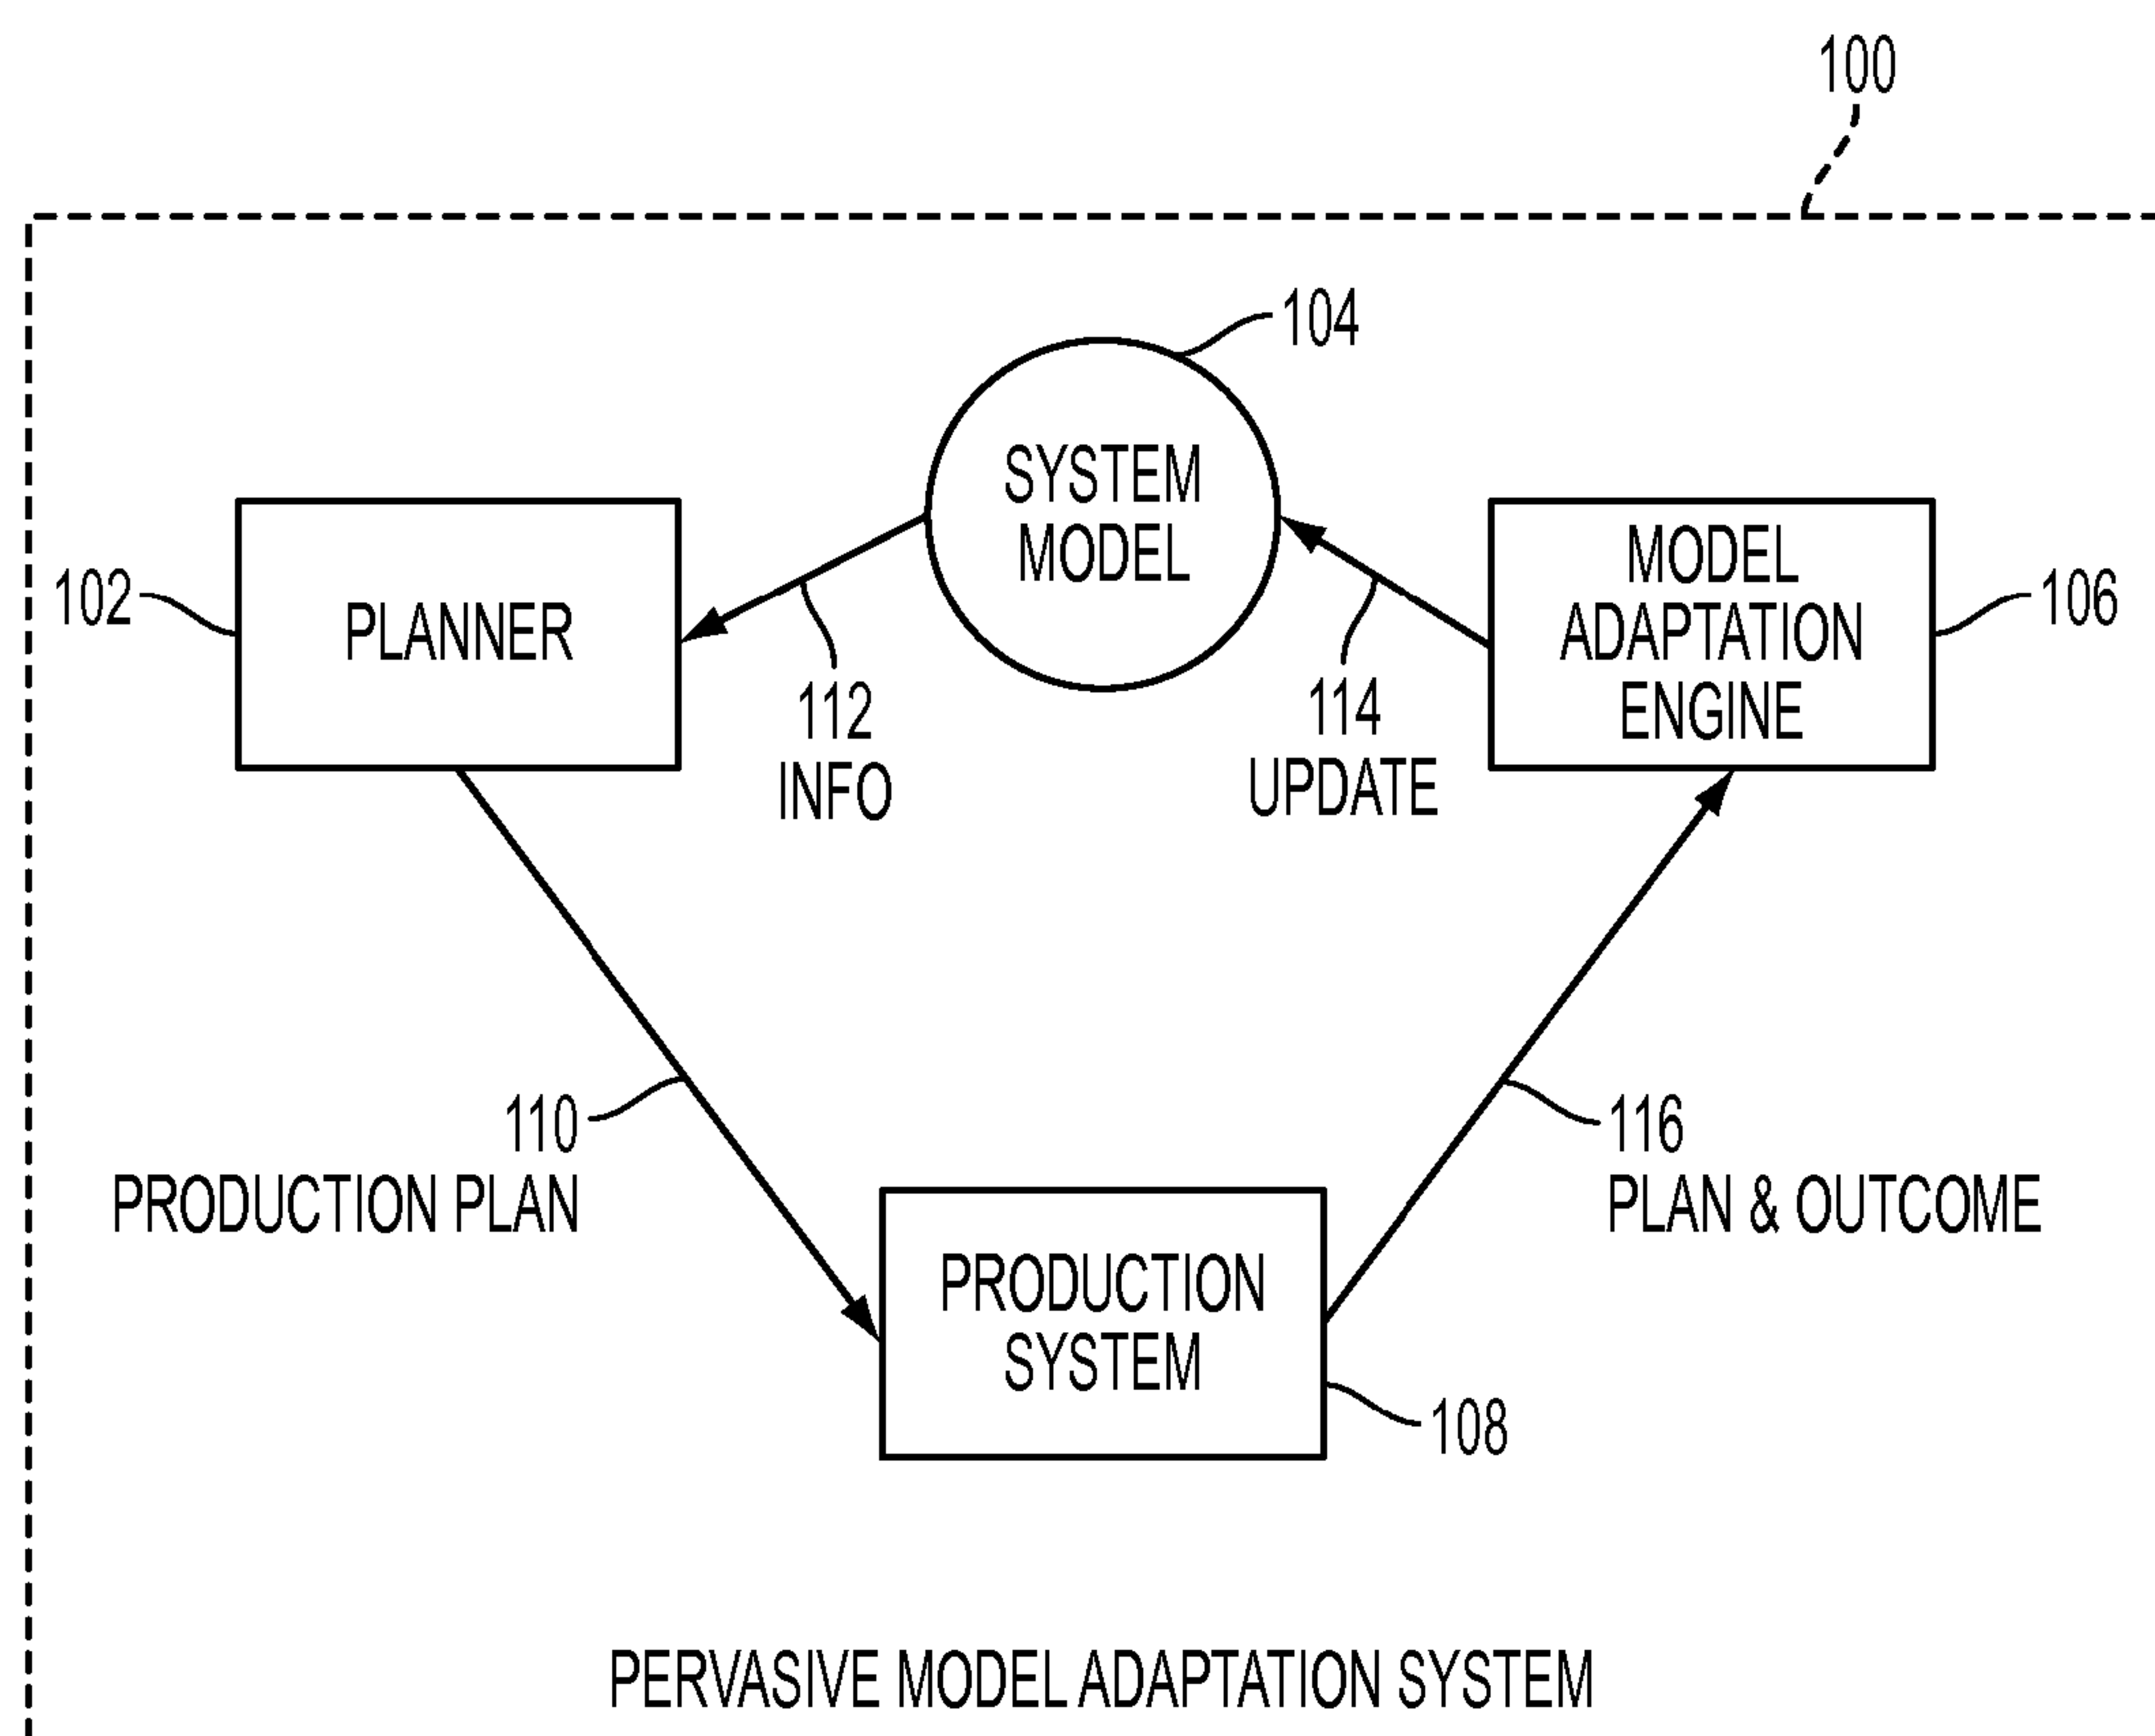 100
104
SYSTEM
MODEL
102
PLANNER
MODEL
ADAPTATION
ENGINE
106
112
INFO
114
UPDATE
110
PRODUCTION PLAN
116
PLAN & OUTCOME
PRODUCTION
SYSTEM
108
PERVASIVE MODEL ADAPTATION SYSTEM